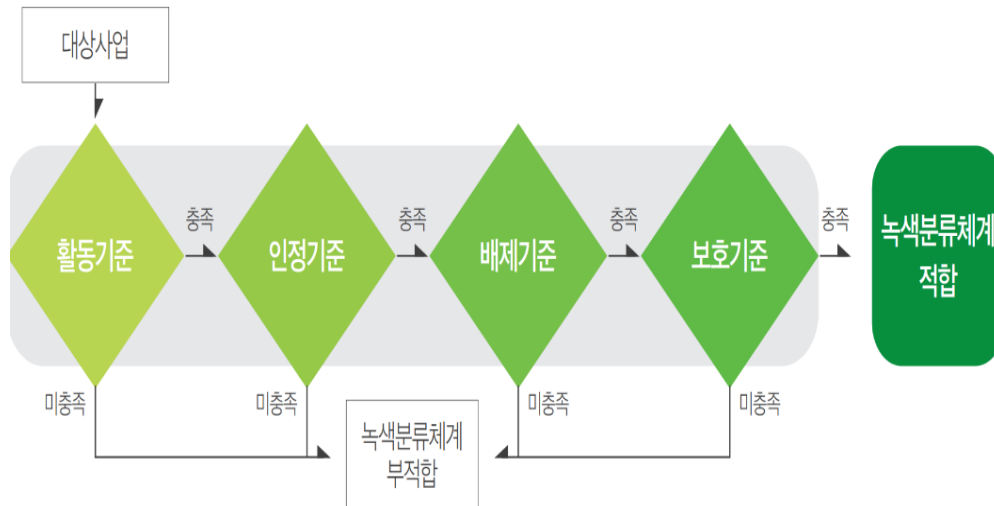 대상사업
활동기준
충족
인정기준
충족
배제기준
충족
보호기준
충족
녹색분류체계
적합
미충족
미충족
미충족
미충족
녹색분류체계
부적합